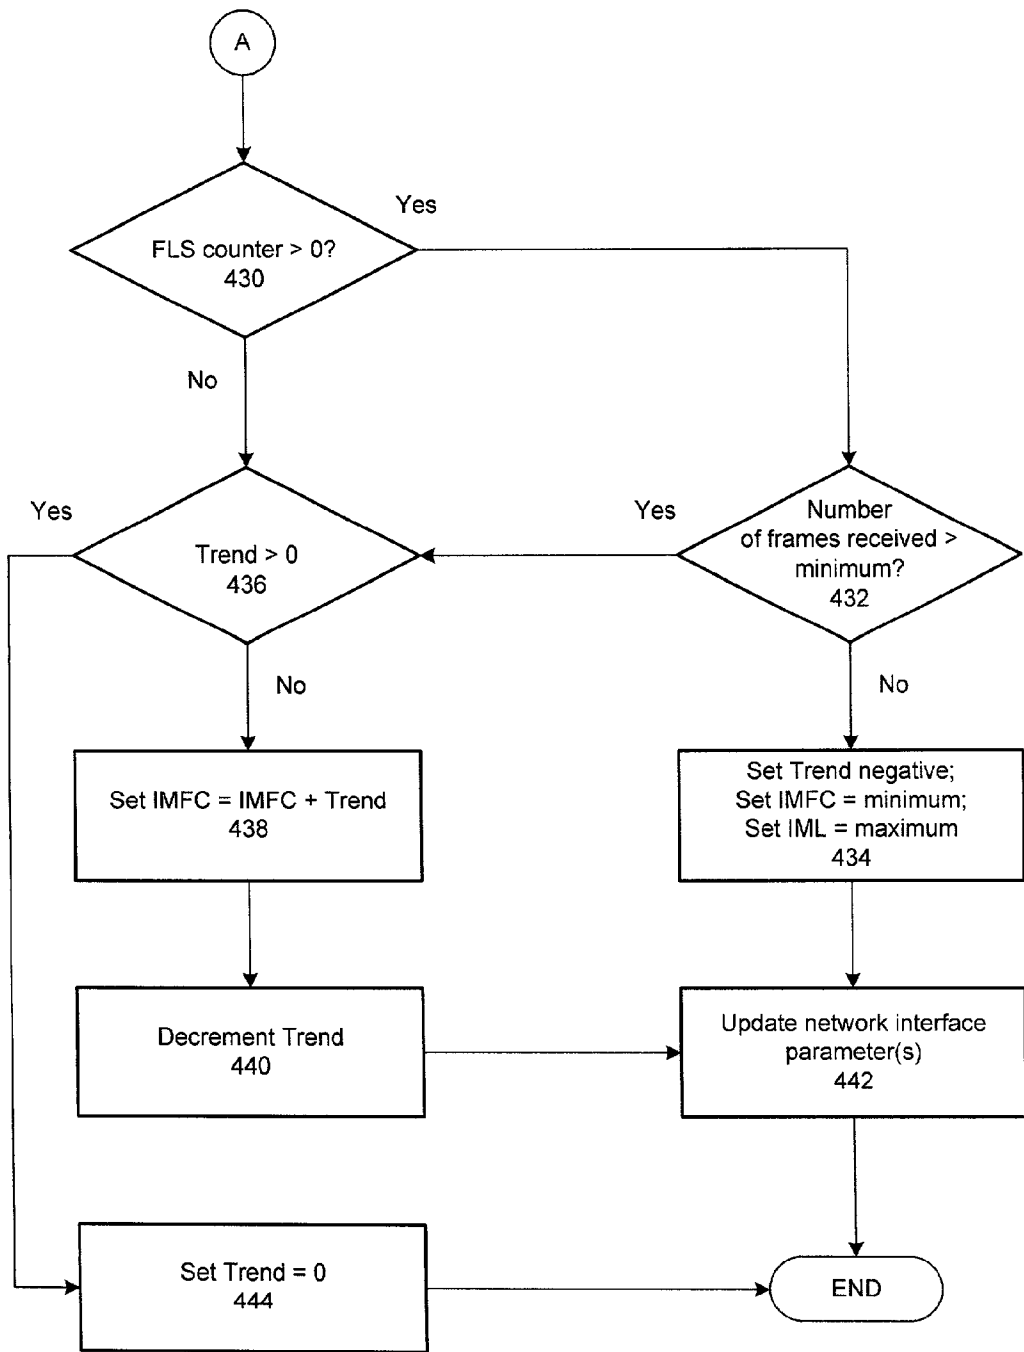 A
Yes
FLS counter > 0?
430
No
Yes
Trend > 0
436
Yes
Number
of frames received >
minimum?
432
No
No
Set IMFC = IMFC + Trend
438
Set Trend negative;
Set IMFC = minimum;
Set IML = maximum
434
Decrement Trend
440
Update network interface
parameter(s)
442
Set Trend = 0
444
END